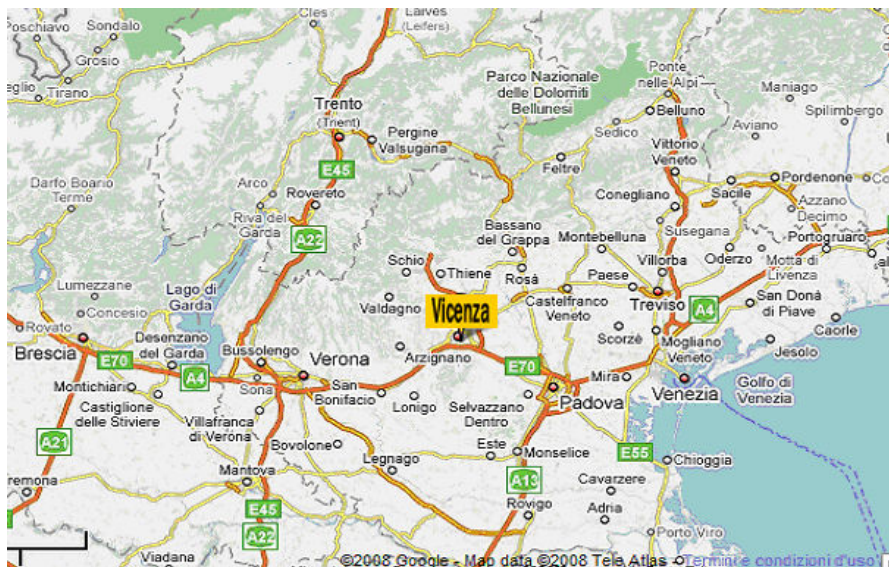 Poschiavo
Sondalo
Grosio
Tirano
Cles
Laives
(Leifers)
Trento
(Trient)
Pergine
Valsugana
Parco Nazionale
delle Dolomiti
Bellunesi
Ponte
nelle Alpi
Belluno
Sedico
Maniago
Spilimbergo
Aviano
Vittorio
Veneto
Feltre
E45
Darfo Boario
Terme
Arco
Rovereto
Riva del
Garda
A22
Conegliano
Sacile
Pordenone
Azzano
Decimo
Susegana
Bassano
del Grappa
Montebelluna
Portogruaro
Schio
Thiene
Rosà
Paese
Villorba
Oderzo
Motta di
Livenza
Lumezzane
Concesio
Lago di
Garda
Valdagno
Vicenza
Castelfranco
Veneto
Treviso
A4
San Donà
di Piave
Caorle
Rovato
Brescia
Desenzano
del Garda
Bussolengo
Verona
Arzignano
Scorzè
Mogliano
Veneto
Jesolo
E70
A4
Sona
San
Bonifacio
E70
Mira
Venezia
Golfo di
Venezia
Montichiari
Castiglione
delle Stiviere
Villafranca
di Verona
Lonigo
Selvazzano
Dentro
Padova
A21
Bovolone
Legnago
Este
Monselice
E55
Chioggia
Mantova
A13
Cavarzere
Rovigo
Adria
E45
A22
Viadana
Porto Viro
©2008 Google - Map data ©2008 Tele Atlas - Termini e condizioni d'uso